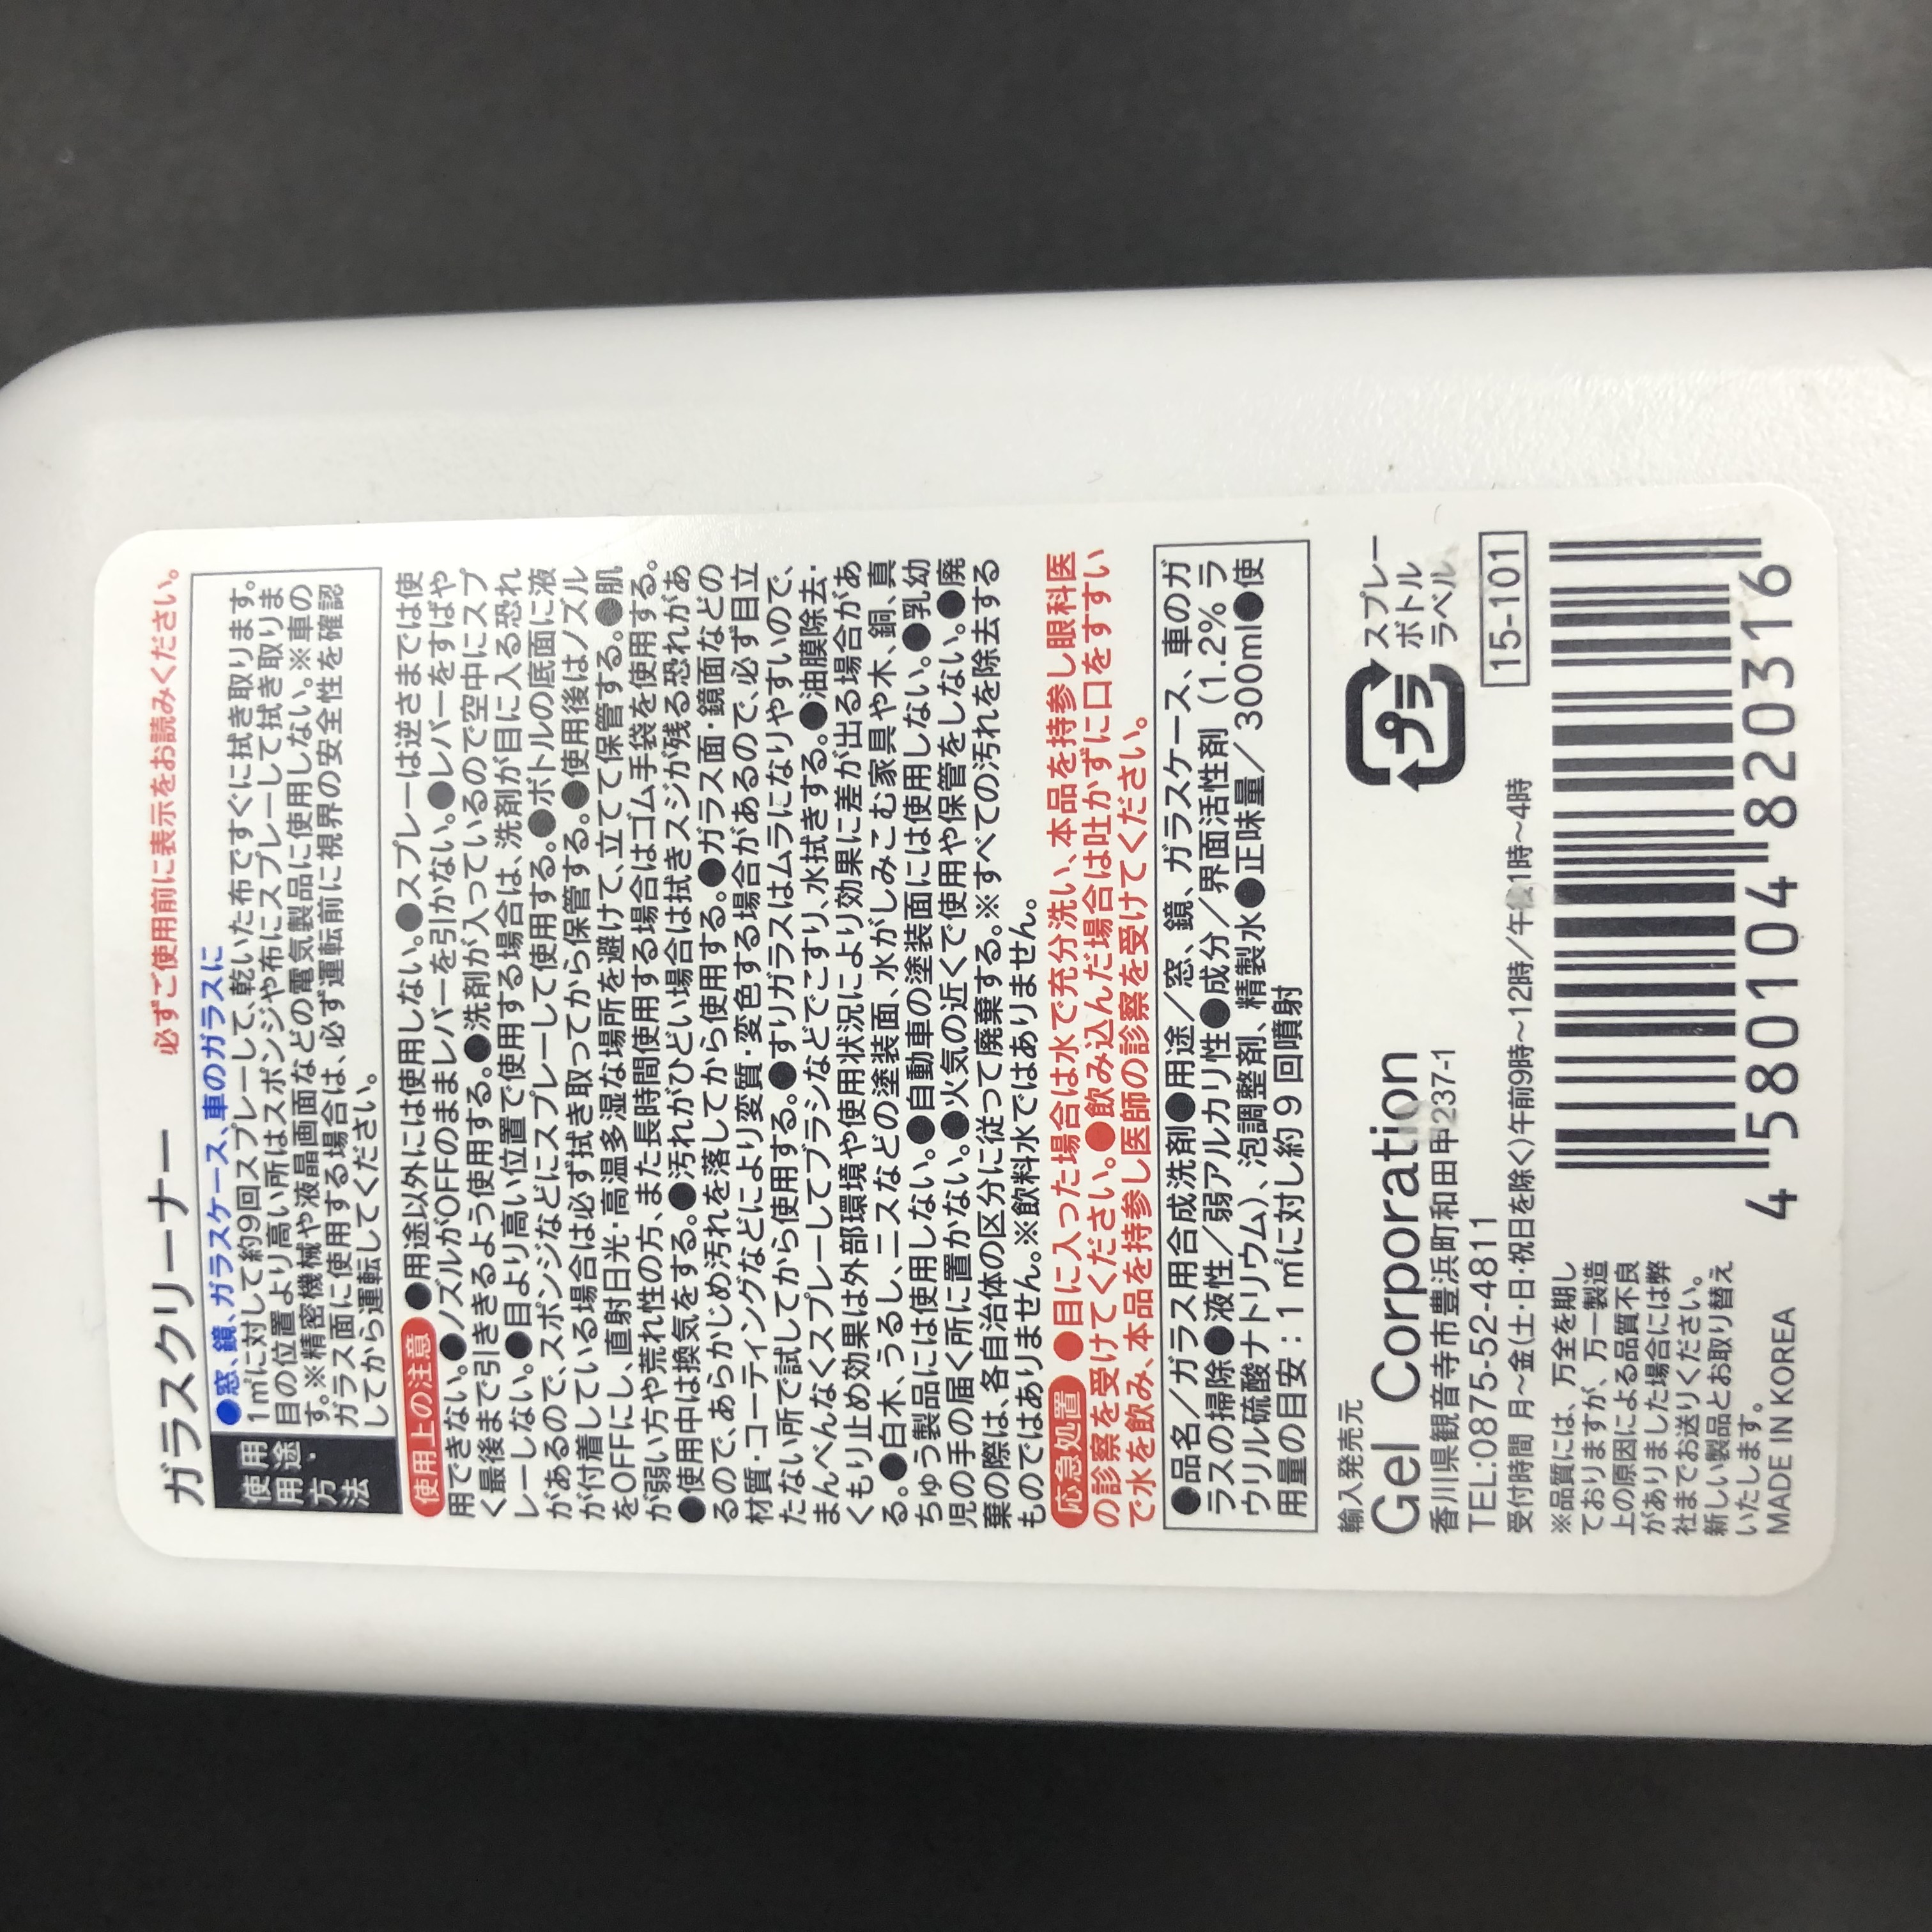 ガラスクリーナー 必ずご使用前に表示をお読みください。
使用
用途・
方法
●窓、鏡、ガラスケース、車のガラスに
1㎡に対して約9回スプレーして、乾いた布ですぐに拭き取ります。
目の位置より高い所はスポンジや布にスプレーして拭き取りま
す。※精密機械や液晶画面などの電気製品に使用しない。※車の
ガラス面に使用する場合は、必ず運転前に視界の安全性を確認
してから運転してください。
使用上の注意 ●用途以外には使用しない。●スプレーは逆さまでは使
用できない。●ノズルがOFFのままレバーを引かない。●レバーをすばや
く最後まで引ききるよう使用する。●洗剤が入っているので空中にスプ
レーしない。●目より高い位置で使用する場合は、洗剤が目に入る恐れ
があるので、スポンジなどにスプレーして使用する。●ボトルの底面に液
が付着している場合は必ず拭き取ってから保管する。●使用後はノズル
をOFFにし、直射日光・高温多湿な場所を避けて、立てて保管する。●肌
が弱い方や荒れ性の方、また長時間使用する場合はゴム手袋を使用する。
●使用中は換気をする。●汚れがひどい場合は拭きスジが残る恐れがあ
るので、あらかじめ汚れを落してから使用する。●ガラス面・鏡面などの
材質・コーティングなどにより変質・変色する場合があるので、必ず目立
たない所で試してから使用する。●すりガラスはムラになりやすいので、
まんべんなくスプレーしてブラシなどでこすり、水拭きする。●油膜除去・
くもり止め効果は外部環境や使用状況により効果に差が出る場合があ
る。●白木、うるし、ニスなどの塗装面、水がしみこむ家具や木、銅、真
ちゅう製品には使用しない。●自動車の塗装面には使用しない。●乳幼
児の手の届く所に置かない。●火気の近くで使用や保管をしない。●廃
棄の際は、各自治体の区分に従って廃棄する。※すべての汚れを除去する
ものではありません。※飲料水ではありません。
応急処置 ●目に入った場合は水で充分洗い、本品を持参し眼科医
の診察を受けてください。●飲み込んだ場合は吐かずに口をすすい
で水を飲み、本品を持参し医師の診察を受けてください。
●品名／ガラス用合成洗剤●用途／窓、鏡、ガラスケース、車のガ
ラスの掃除●液性／弱アルカリ性●成分／界面活性剤（1.2% ラ
ウリル硫酸ナトリウム）、泡調整剤、精製水●正味量／300ml●使
用量の目安：1㎡に対し約9回噴射
輸入発売元
Gel Corporation
香川県観音寺市豊浜町和田甲237-1
TEL:0875-52-4811
受付時間 月〜金(土・日・祝日を除く)午前9時〜12時／午後1時〜4時
プラ
スプレー
ボトル
ラベル
15-101
※品質には、万全を期し
ておりますが、万一製造
上の原因による品質不良
がありました場合には弊
社までお送りください。
新しい製品とお取り替え
いたします。
MADE IN KOREA
4 580104 820316